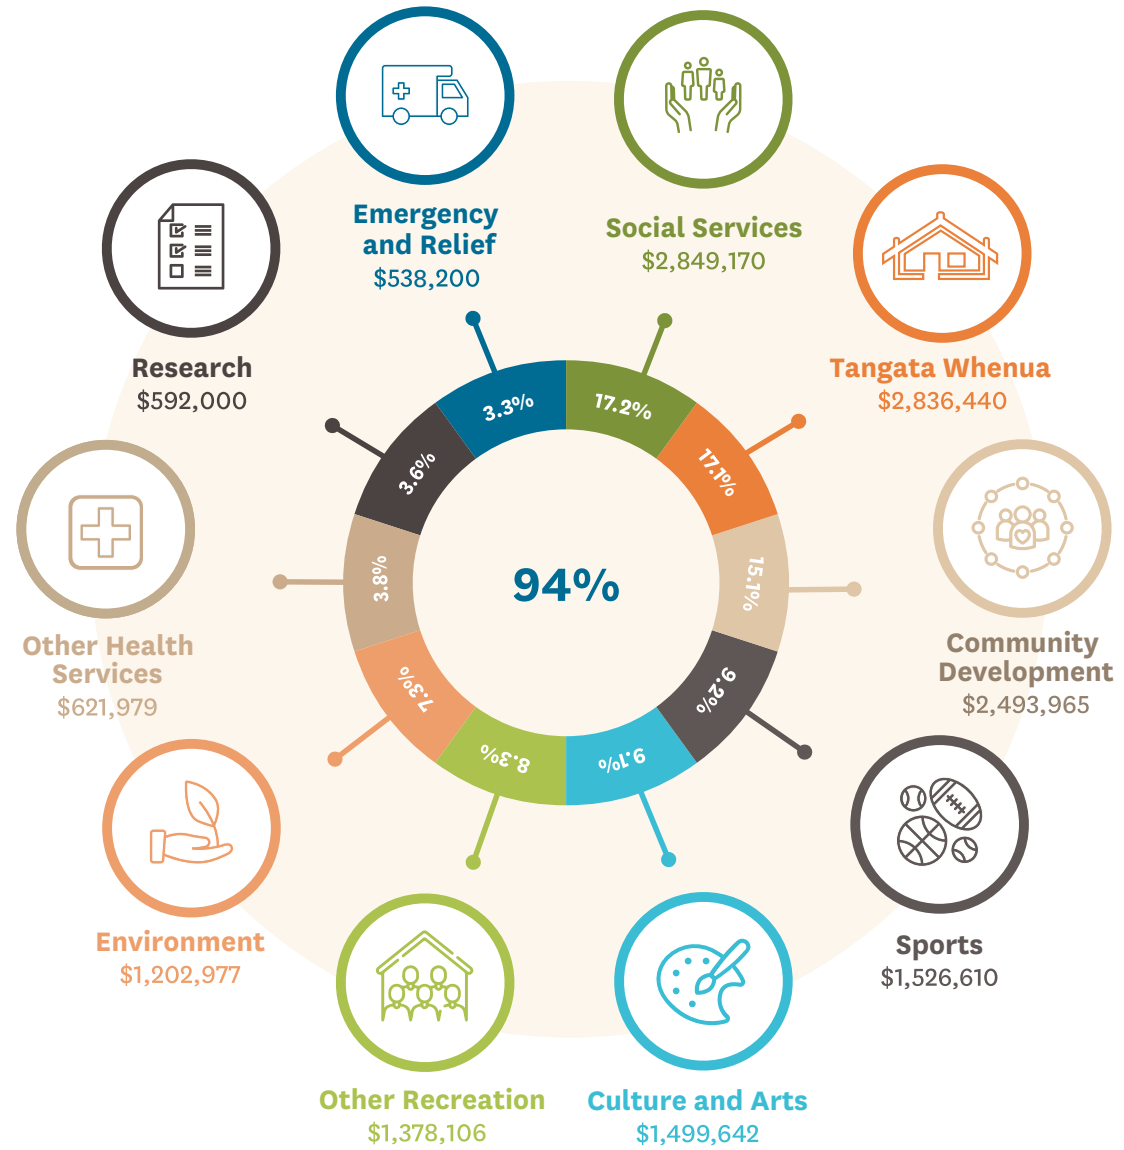 Emergency
and Relief
$538,200
Social Services
$2,849,170
Tangata Whenua
$2,836,440
Community
Development
$2,493,965
Sports
$1,526,610
Culture and Arts
$1,499,642
Other Recreation
$1,378,106
Environment
$1,202,977
Other Health
Services
$621,979
Research
$592,000
3.3%
17.2%
17.1%
15.1%
9.2%
9.1%
8.3%
7.3%
3.8%
3.6%
94%